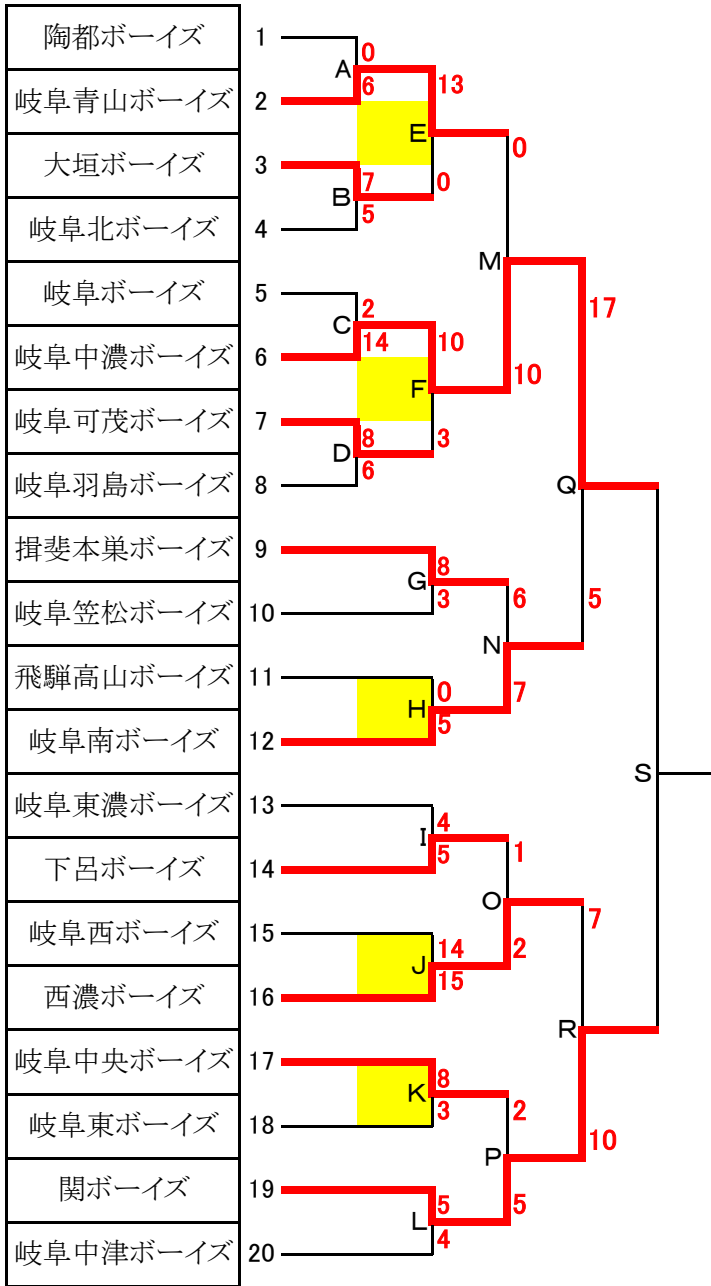 陶都ボーイズ 1
0
A
岐阜青山ボーイズ 2 6 13
E 0
大垣ボーイズ 3
7 0
B
岐阜北ボーイズ 4 5
M
岐阜ボーイズ 5
2 17
C
岐阜中濃ボーイズ 6 14 10
F 10
岐阜可茂ボーイズ 7
8 3
D
岐阜羽島ボーイズ 8 6
Q
揖斐本巣ボーイズ 9
8
G
岐阜笠松ボーイズ 10 3 6 5
N
飛騨高山ボーイズ 11
0 7
H
岐阜南ボーイズ 12 5
S
岐阜東濃ボーイズ 13
4
I
下呂ボーイズ 14 5 1
O
岐阜西ボーイズ 15 7
14 2
J
西濃ボーイズ 16 15
R
岐阜中央ボーイズ 17
8
K
岐阜東ボーイズ 18 3 2
P 10
関ボーイズ 19
5 5
L
岐阜中津ボーイズ 20 4